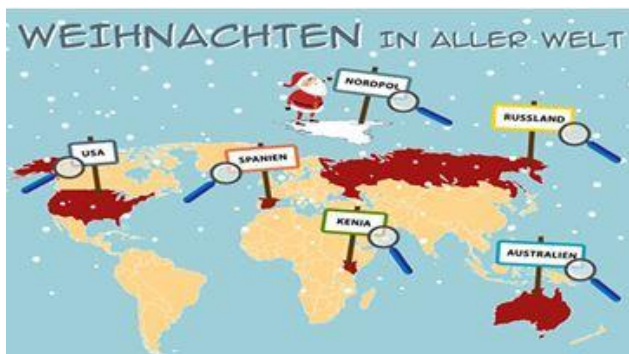 WEIHNACHTEN IN ALLER WELT
NORDPOL
RUSSLAND
USA
SPANIEN
KENIA
AUSTRALIEN